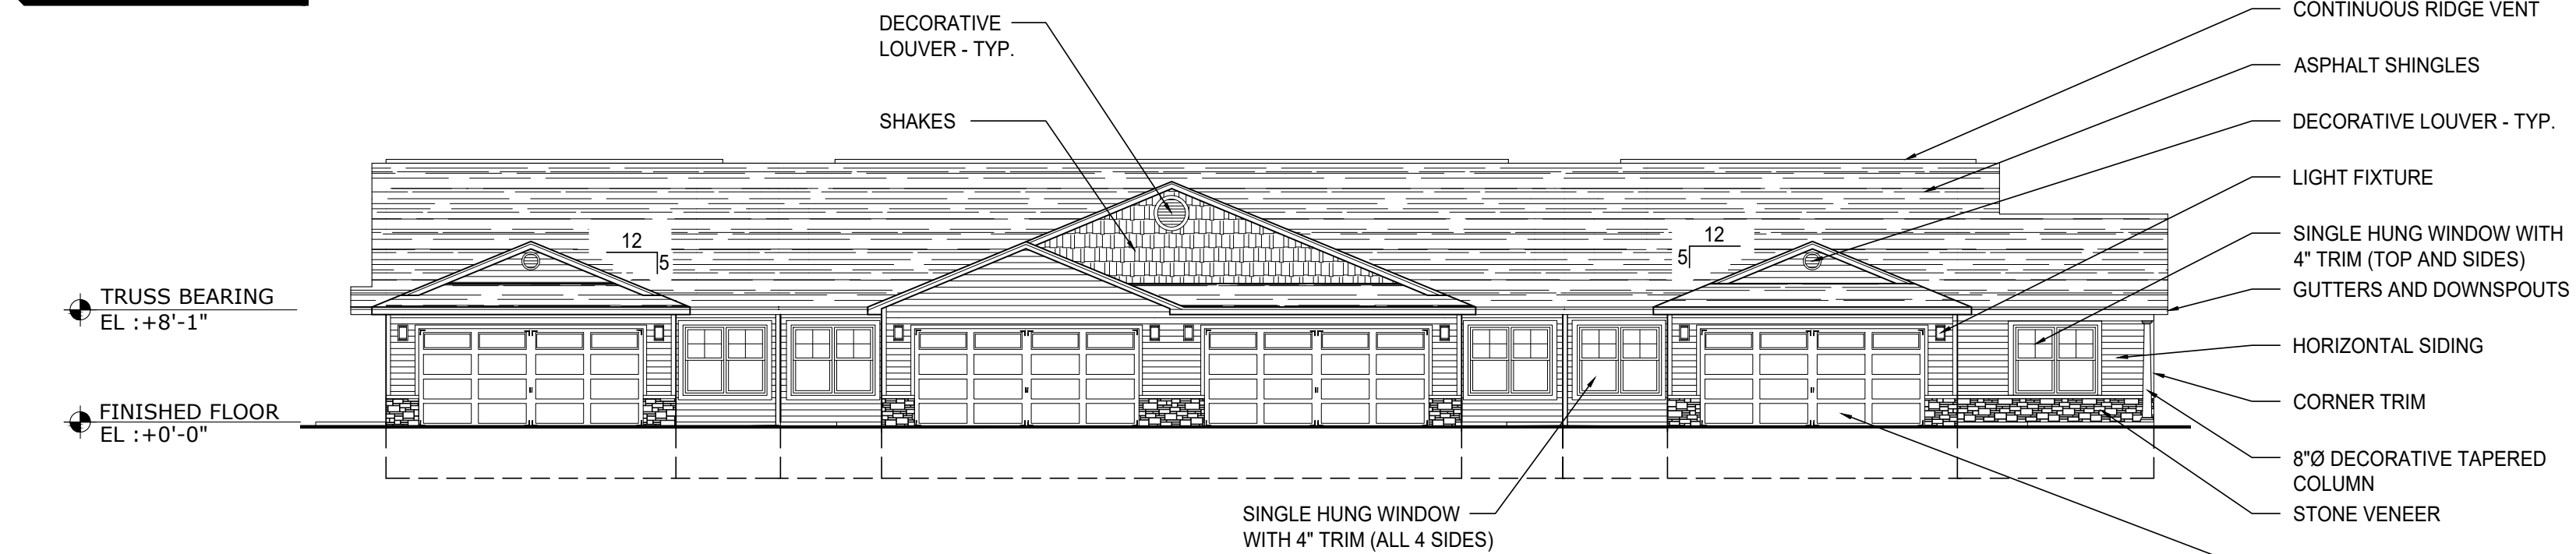 DECORATIVE
LOUVER - TYP.
SHAKES
CONTINUOUS RIDGE VENT
ASPHALT SHINGLES
DECORATIVE LOUVER - TYP.
LIGHT FIXTURE
SINGLE HUNG WINDOW WITH
4" TRIM (TOP AND SIDES)
GUTTERS AND DOWNSPOUTS
HORIZONTAL SIDING
CORNER TRIM
8"Ø DECORATIVE TAPERED
COLUMN
STONE VENEER
12
5
12
5
TRUSS BEARING
EL :+8'-1"
FINISHED FLOOR
EL :+0'-0"
SINGLE HUNG WINDOW
WITH 4" TRIM (ALL 4 SIDES)